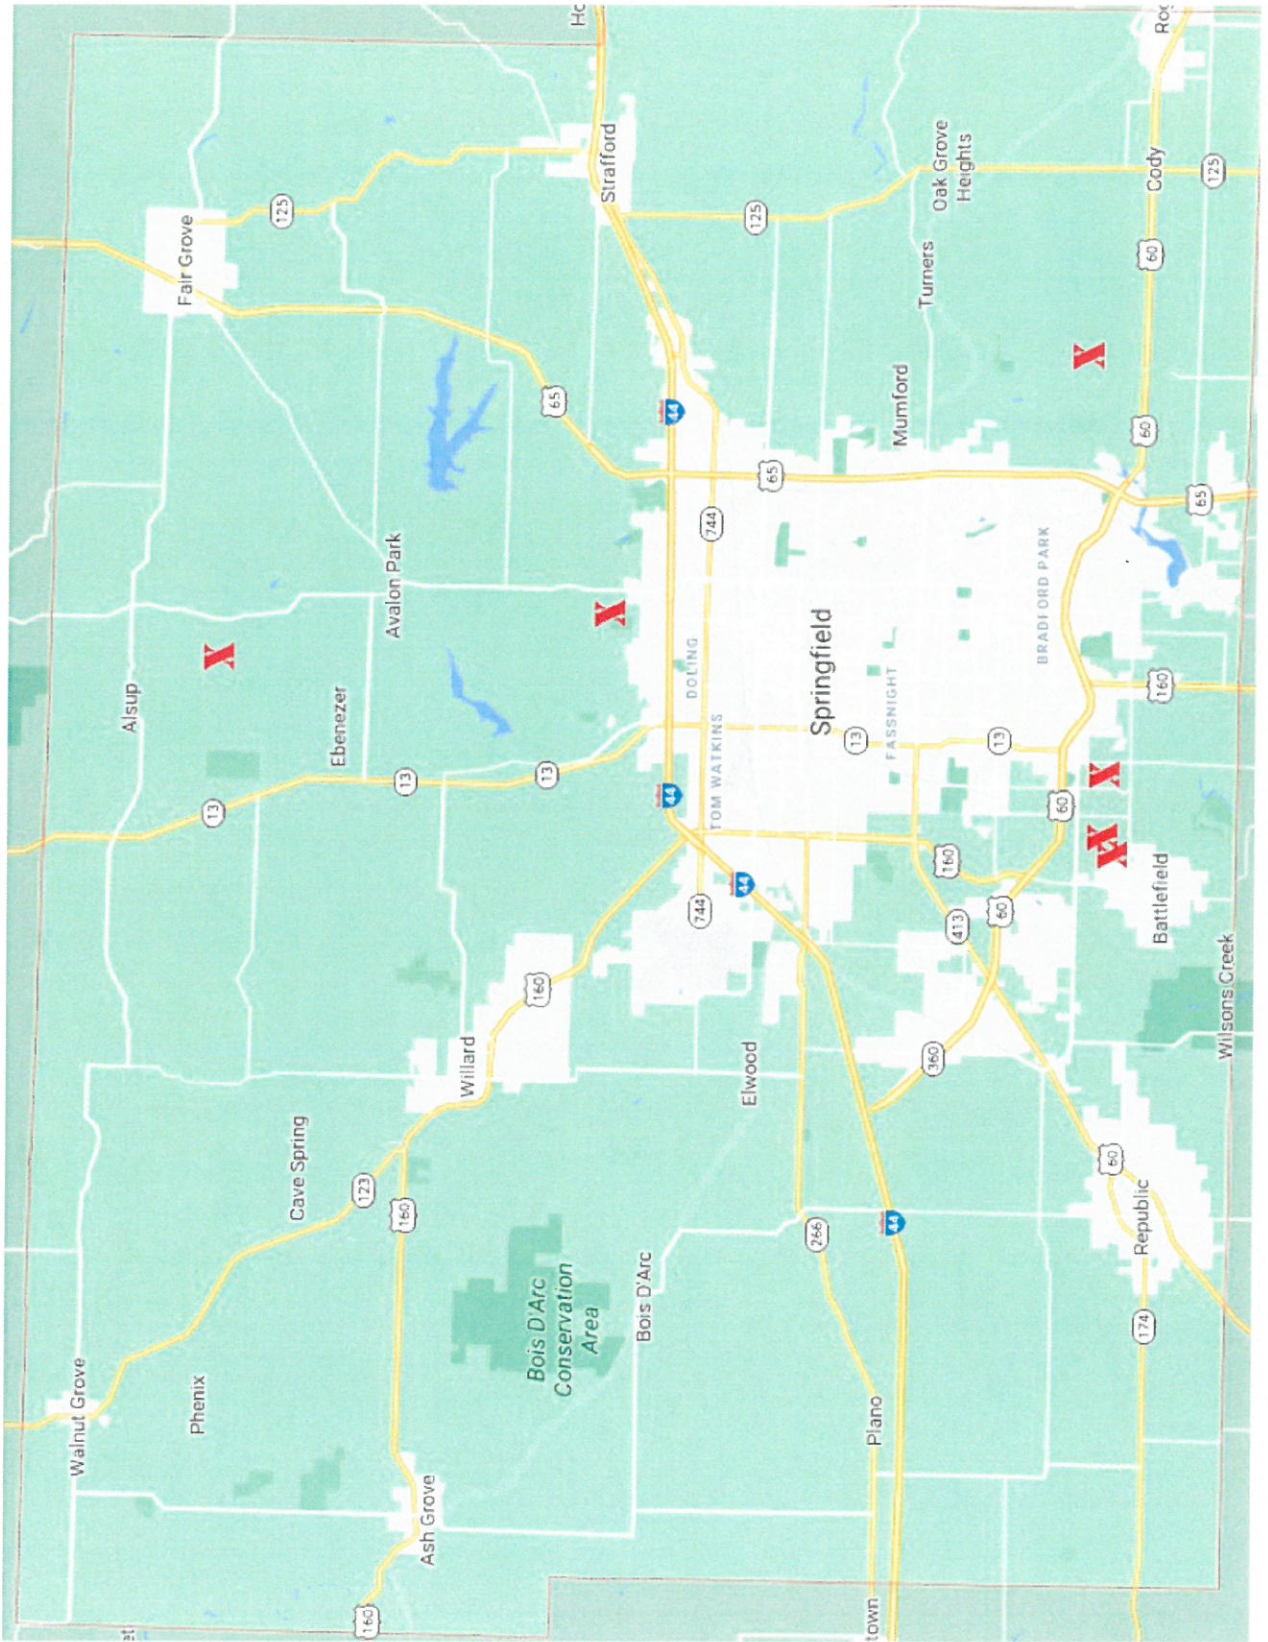 Walnut Grove
Alsup
X
Fair Grove
Phenix
13
125
Cave Spring
Ebenezer
123
160
Avalon Park
160
13
Ash Grove
Willard
160
13
65
Bois D'Arc
Conservation
Area
X
Strafford
Bois D'Arc
44
44
DOLING
744
744
TOM WATKINS
44
Elwood
125
65
266
Springfield
13
town
Plano
44
FASSNIGHT
Mumford
Turners
360
Oak Grove
Heights
160
413
60
13
BRADFORD PARK
60
X
X
X
X
60
Republic
174
60
60
Battlefield
Cody
160
65
125
Wilsons Creek